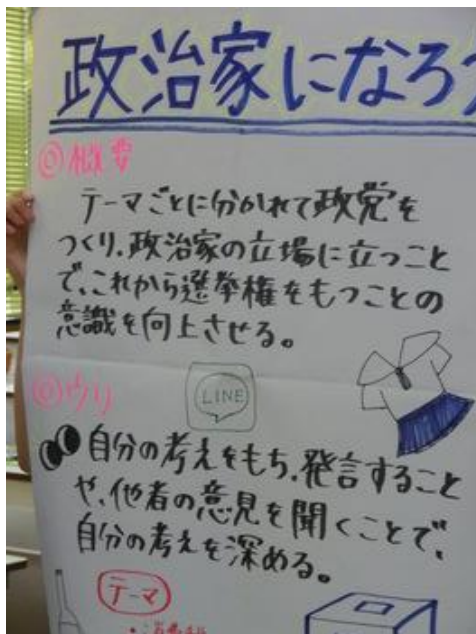 政治家になろう
◎概要
テーマごとに分かれて政党を
つくり、政治家の立場に立つこと
で、これから選挙権をもつことの
意識を向上させる。
LINE
◎ウリ
自分の考えをもち、発言すること
や、他者の意見を聞くことで、
自分の考えを深める。
テーマ